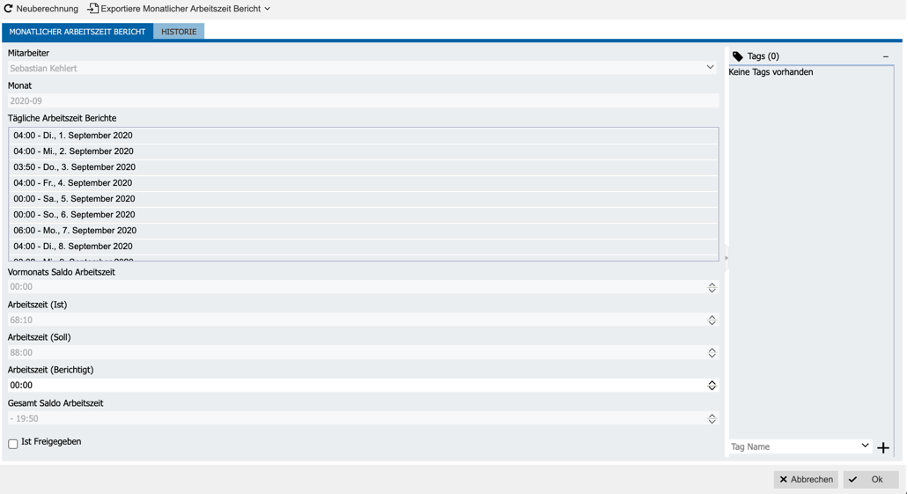 Neuberechnung Exportiere Monatlicher Arbeitszeit Bericht
MONATLICHER ARBEITSZEIT BERICHT HISTORIE
Mitarbeiter
Sebastian Kehlert
Monat
2020-09
Tägliche Arbeitszeit Berichte
04:00 - Di., 1. September 2020
04:00 - Mi., 2. September 2020
03:50 - Do., 3. September 2020
04:00 - Fr., 4. September 2020
00:00 - Sa., 5. September 2020
00:00 - So., 6. September 2020
06:00 - Mo., 7. September 2020
04:00 - Di., 8. September 2020
Vormonats Saldo Arbeitszeit
00:00
Arbeitszeit (Ist)
68:10
Arbeitszeit (Soll)
88:00
Arbeitszeit (Berichtigt)
00:00
Gesamt Saldo Arbeitszeit
- 19:50
Ist Freigegeben
Tags (0)
Keine Tags vorhanden
Tag Name
Abbrechen Ok